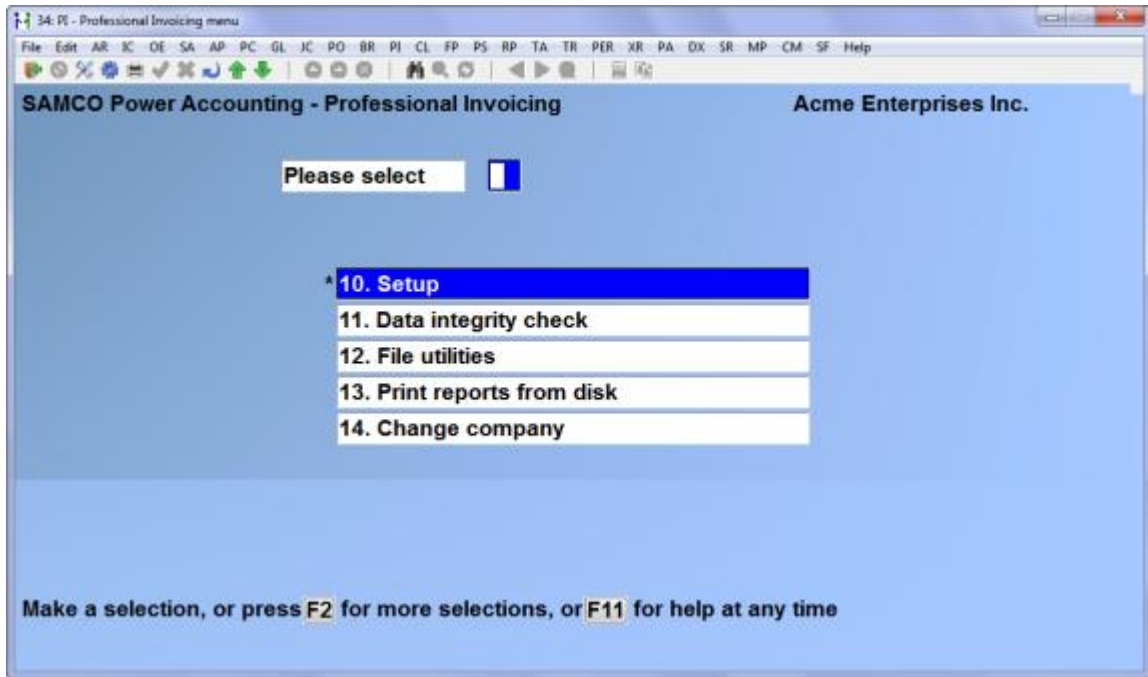 34: PI - Professional Invoicing menu
File Edit AR IC OE SA AP PC GL JC PO BR PI CL FP PS RP TA TR PER XR PA DX SR MP CM SF Help
SAMCO Power Accounting - Professional Invoicing Acme Enterprises Inc.
Please select
* 10. Setup
11. Data integrity check
12. File utilities
13. Print reports from disk
14. Change company
Make a selection, or press F2 for more selections, or F11 for help at any time